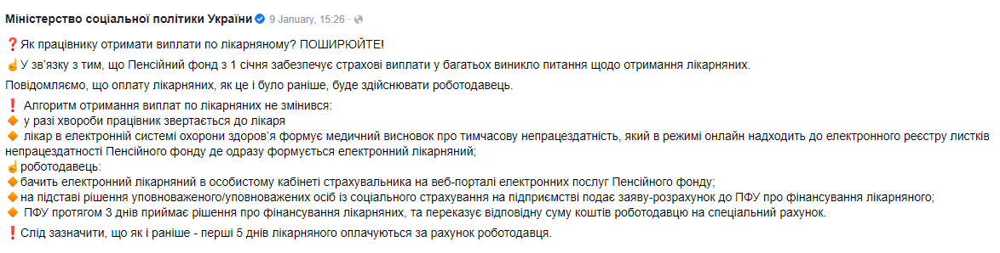 Міністерство соціальної політики України 9 January, 15:26 ·
❓Як працівнику отримати виплати по лікарняному? ПОШИРЮЙТЕ!
☝У зв’язку з тим, що Пенсійний фонд з 1 січня забезпечує страхові виплати у багатьох виникло питання щодо отримання лікарняних.
Повідомляємо, що оплату лікарняних, як це і було раніше, буде здійснювати роботодавець.
❗ Алгоритм отримання виплат по лікарняних не змінився:
🔸 у разі хвороби працівник звертається до лікаря
🔸 лікар в електронній системі охорони здоров’я формує медичний висновок про тимчасову непрацездатність, який в режимі онлайн надходить до електронного реєстру листків
непрацездатності Пенсійного фонду де одразу формується електронний лікарняний;
☝роботодавець:
🔸бачить електронний лікарняний в особистому кабінеті страхувальника на веб-порталі електронних послуг Пенсійного фонду;
🔸на підставі рішення уповноваженого/уповноважених осіб із соціального страхування на підприємстві подає заяву-розрахунок до ПФУ про фінансування лікарняного;
🔸 ПФУ протягом 3 днів приймає рішення про фінансування лікарняних, та переказує відповідну суму коштів роботодавцю на спеціальний рахунок.
❗Слід зазначити, що як і раніше - перші 5 днів лікарняного оплачуються за рахунок роботодавця.